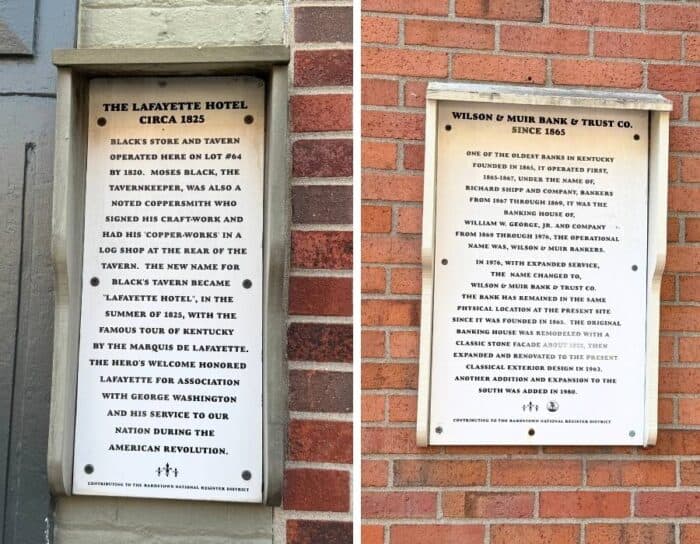 THE LAFAYETTE HOTEL
CIRCA 1825
BLACK'S STORE AND TAVERN
OPERATED HERE ON LOT #64
BY 1820. MOSES BLACK, THE
TAVERNKEEPER, WAS ALSO A
NOTED COPPERSMITH WHO
SIGNED HIS CRAFT-WORK AND
HAD HIS 'COPPER-WORKS' IN A
LOG SHOP AT THE REAR OF THE
TAVERN. THE NEW NAME FOR
BLACK'S TAVERN BECAME
"LAFAYETTE HOTEL", IN THE
SUMMER OF 1825, WITH THE
FAMOUS TOUR OF KENTUCKY
BY THE MARQUIS DE LAFAYETTE.
THE HERO'S WELCOME HONORED
LAFAYETTE FOR ASSOCIATION
WITH GEORGE WASHINGTON
AND HIS SERVICE TO OUR
NATION DURING THE
AMERICAN REVOLUTION.
CONTRIBUTING TO THE BARDSTOWN NATIONAL REGISTER DISTRICT
WILSON & MUIR BANK & TRUST CO.
SINCE 1865
ONE OF THE OLDEST BANKS IN KENTUCKY
FOUNDED IN 1865, IT OPERATED FIRST,
1865-1867, UNDER THE NAME OF,
RICHARD SHIPP AND COMPANY, BANKERS
FROM 1867 THROUGH 1869, IT WAS THE
BANKING HOUSE OF,
WILLIAM W. GEORGE, JR. AND COMPANY
FROM 1869 THROUGH 1976, THE OPERATIONAL
NAME WAS, WILSON & MUIR BANKERS.
IN 1976, WITH EXPANDED SERVICE,
THE NAME CHANGED TO,
WILSON & MUIR BANK & TRUST CO.
THE BANK HAS REMAINED IN THE SAME
PHYSICAL LOCATION AT THE PRESENT SITE
SINCE IT WAS FOUNDED IN 1865. THE ORIGINAL
BANKING HOUSE WAS REMODELED WITH A
CLASSIC STONE FACADE ABOUT THEN
EXPANDED AND RENOVATED TO THE PRESENT
CLASSICAL EXTERIOR DESIGN IN 1963.
ANOTHER ADDITION AND EXPANSION TO THE
SOUTH WAS ADDED IN 1980.
CONTRIBUTING TO THE BARDSTOWN NATIONAL REGISTER DISTRICT